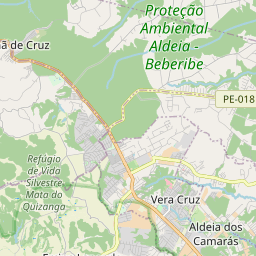 Proteção
Ambiental
Aldeia -
Beberibe
ã de Cruz
PE-018
Refúgio
de Vida
Silvestre
Mata do
Quizanga
Vera Cruz
Aldeia dos
Camarás